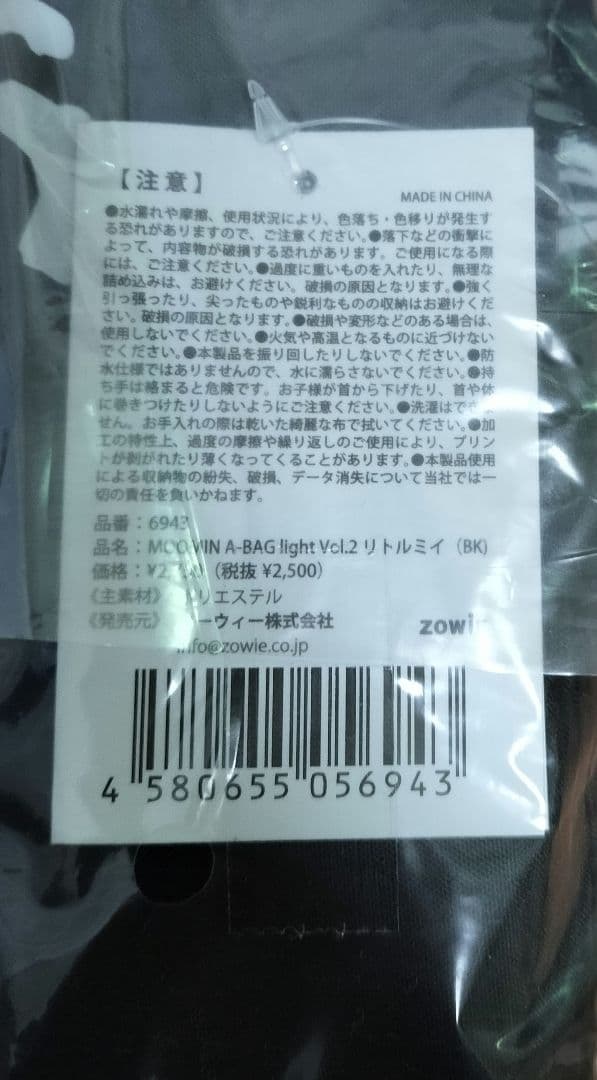 【注意】
MADE IN CHINA
●水濡れや摩擦、使用状況により、色落ち・色移りが発生す
る恐れがありますので、ご注意ください。●落下などの衝撃に
よって、内容物が破損する恐れがあります。ご使用になる際
には、ご注意ください。●過度に重いものを入れたり、無理な
詰め込みは、お避けください。破損の原因となります。●強く
引っ張ったり、尖ったものや鋭利なものの収納はお避けくだ
さい。破損の原因となります。●破損や変形などのある場合は、
使用しないでください。●火気や高温となるものに近づけない
でください。●本製品を振り回したりしないでください。●防
水仕様ではありませんので、水に濡らさないでください。●持
ち手は絡まると危険です。お子様が首から下げたり、首や体
に巻きつけたりしないようにご注意ください。●洗濯はできま
せん。お手入れの際は乾いた綺麗な布で拭いてください。●加
工の特性上、過度の摩擦や繰り返しのご使用により、プリン
トが剥がれたり薄くなってくることがあります。●本製品使用
による収納物の紛失、破損、データ消失について当社では一
切の責任を負いかねます。
品番：6943
品名：MOOMIN A-BAG light Vol.2 リトルミイ（BK)
価格：（税抜 ¥2,500）
《主素材》ポリエステル
《発売元》ーウィー株式会社
zowie
info@zowie.co.jp
4 580655 056943